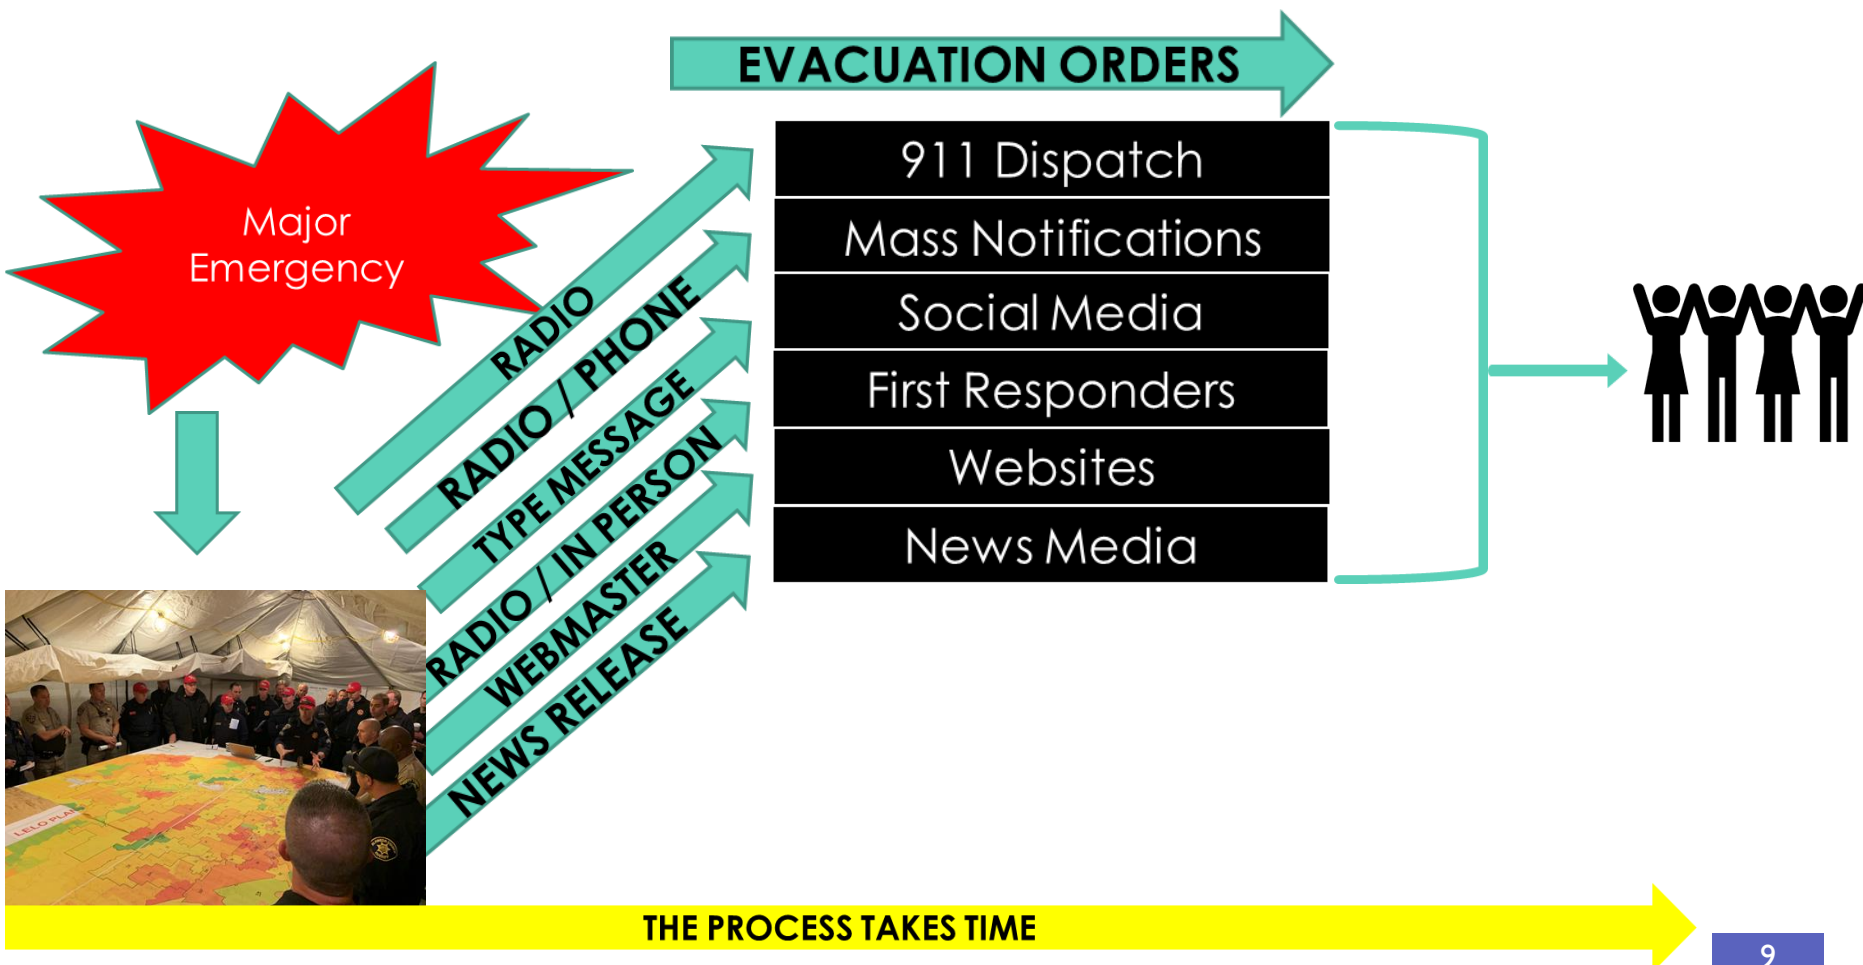 EVACUATION ORDERS
Major
Emergency
911 Dispatch
Mass Notifications
Social Media
First Responders
Websites
News Media
RADIO
RADIO / PHONE
TYPE MESSAGE
RADIO / IN PERSON
WEBMASTER
NEWS RELEASE
THE PROCESS TAKES TIME
9